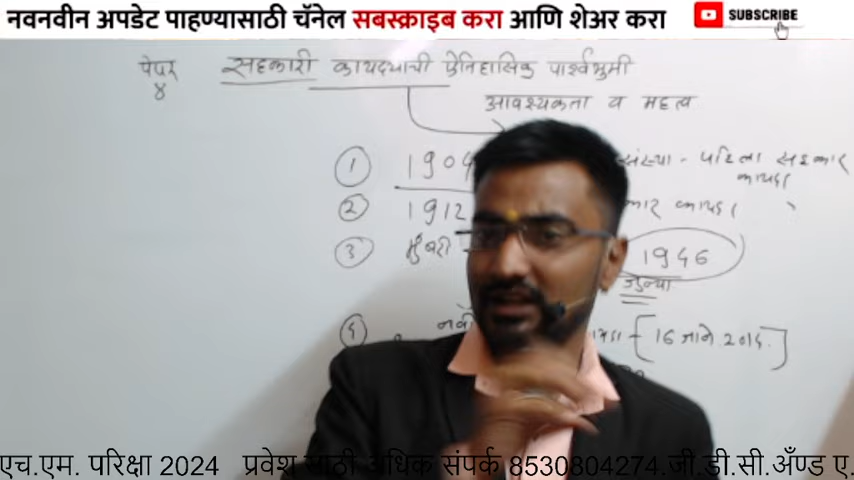 नवनवीन अपडेट पाहण्यासाठी चॅनेल सबस्क्राइब करा आणि शेअर करा
SUBSCRIBE
पेपर सहकारी कायद्याची ऐतिहासिक पार्श्वभुमी
४
आवश्यकता व महत्व
① 1904 संस्था - पहिला सहकार
कायदा
② 1912 कायदा
③ मुंबई 1946
जुन्या
[16 जाने. 2016.]
एच.एम. परिक्षा 2024 प्रवेश साठी अधिक संपर्क 8530804274.जी.डी.सी.अँण्ड ए.